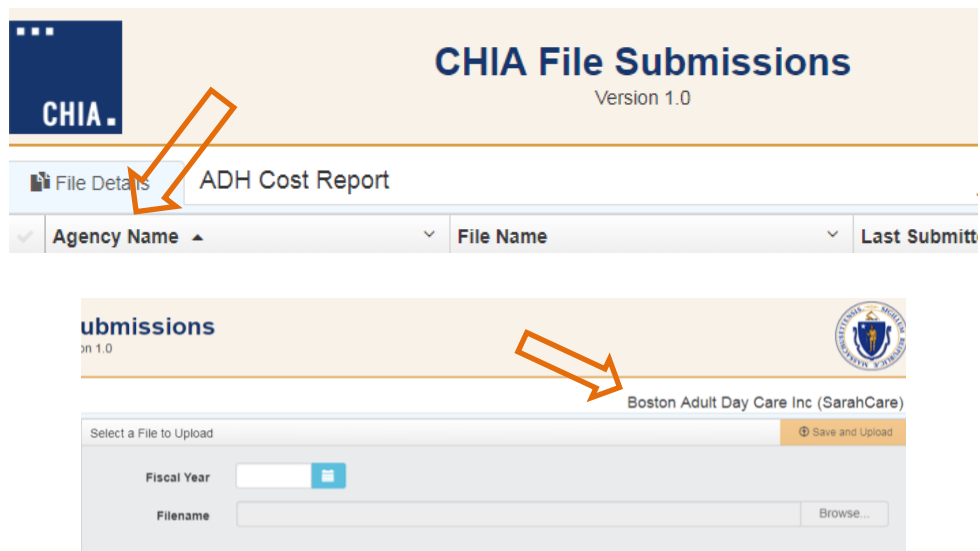 CHIA.
CHIA File Submissions
Version 1.0
File Details
ADH Cost Report
Agency Name
File Name
Last Submitt
ubmissions
on 1.0
Boston Adult Day Care Inc (SarahCare)
Select a File to Upload
Save and Upload
Fiscal Year
Filename
Browse...